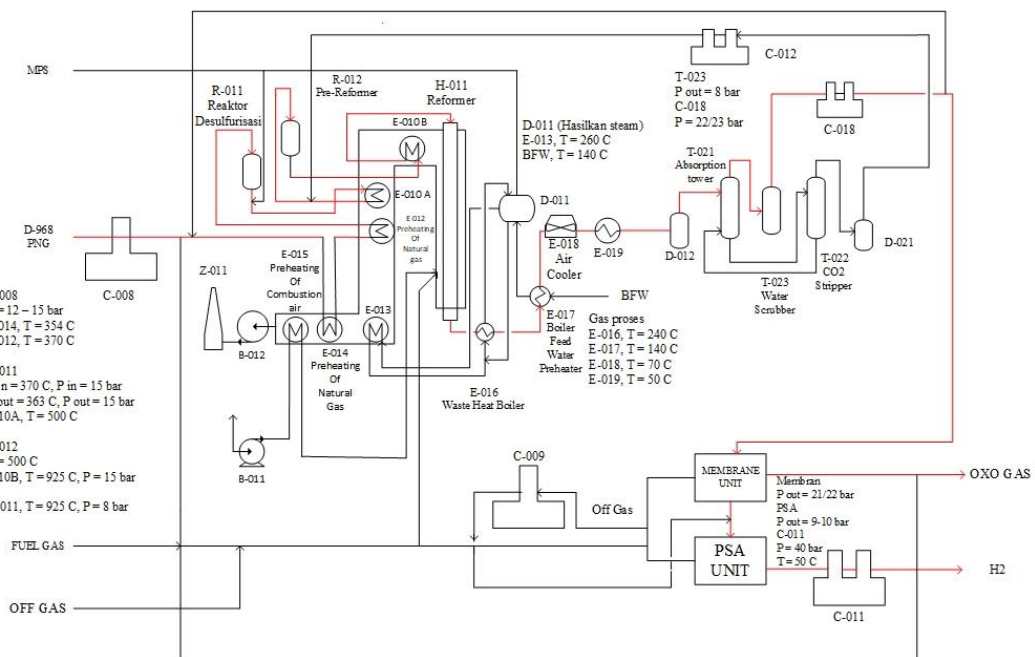 MPS
R-011
Reaktor
Desulfurisasi
R-012
Pre-Reformer
H-011
Reformer
E-010 B
E-010 A
E-012
Preheating
Of
Natural
gas
D-011 (Hasilkan steam)
E-013, T = 260 C
BFW, T = 140 C
D-011
C-012
T-023
P out = 8 bar
C-018
P = 22/23 bar
C-018
T-021
Absorption
tower
D-968
PNG
C-008
Z-011
E-015
Preheating
Of
Combustion
air
B-012
E-014
Preheating
Of
Natural
Gas
E-013
E-018
Air
Cooler
E-019
D-012
T-023
Water
Scrubber
T-022
CO2
Stripper
D-021
BFW
E-017
Boiler
Feed
Water
Preheater
Gas proses
E-016, T = 240 C
E-017, T = 140 C
E-018, T = 70 C
E-019, T = 50 C
E-016
Waste Heat Boiler
008
= 12 – 15 bar
014, T = 354 C
012, T = 370 C
011
n = 370 C, P in = 15 bar
out = 363 C, P out = 15 bar
10A, T = 500 C
012
= 500 C
10B, T = 925 C, P = 15 bar
011, T = 925 C, P = 8 bar
B-011
C-009
Off Gas
MEMBRANE
UNIT
Membran
P out = 21/22 bar
PSA
P out = 9-10 bar
C-011
P = 40 bar
T = 50 C
OXO GAS
FUEL GAS
PSA
UNIT
H2
C-011
OFF GAS